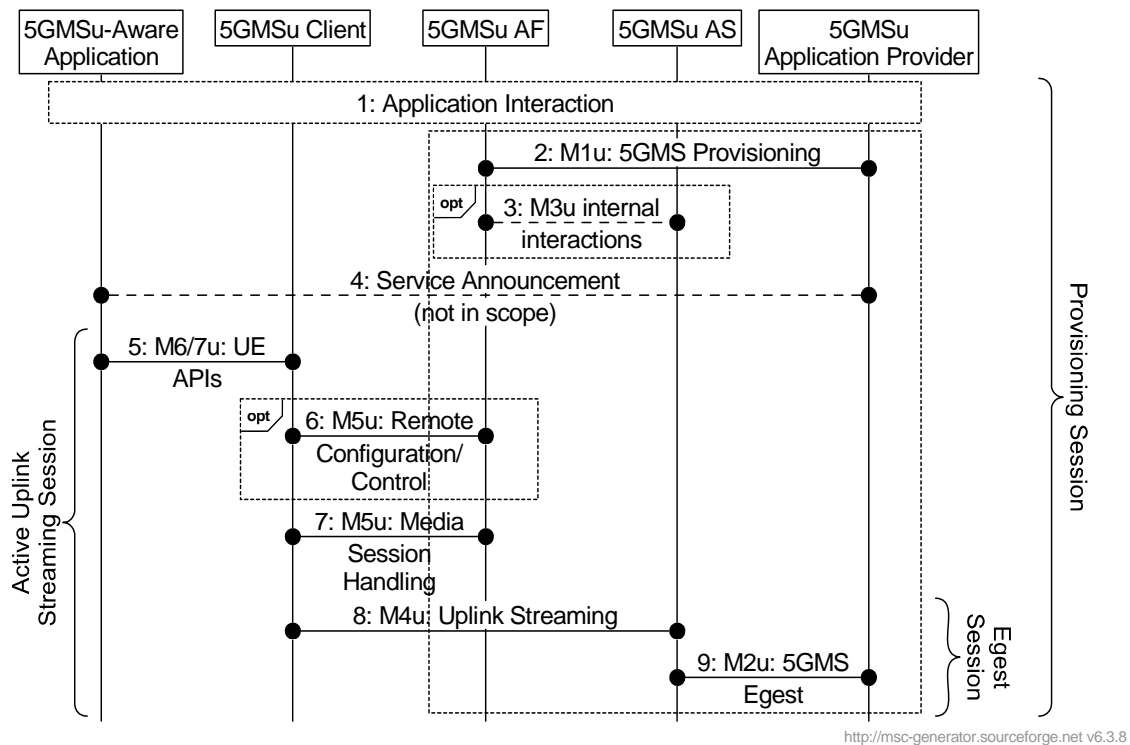 5GMSu-Aware
Application
5GMSu Client
5GMSu AF
5GMSu AS
5GMSu
Application Provider
1: Application Interaction
2: M1u: 5GMS Provisioning
opt
3: M3u internal
interactions
4: Service Announcement
(not in scope)
5: M6/7u: UE
APIs
opt
6: M5u: Remote
Configuration/
Control
7: M5u: Media
Session
Handling
8: M4u: Uplink Streaming
9: M2u: 5GMS
Egest
Active Uplink
Streaming Session
Provisioning Session
Egest
Session
http://msc-generator.sourceforge.net v6.3.8